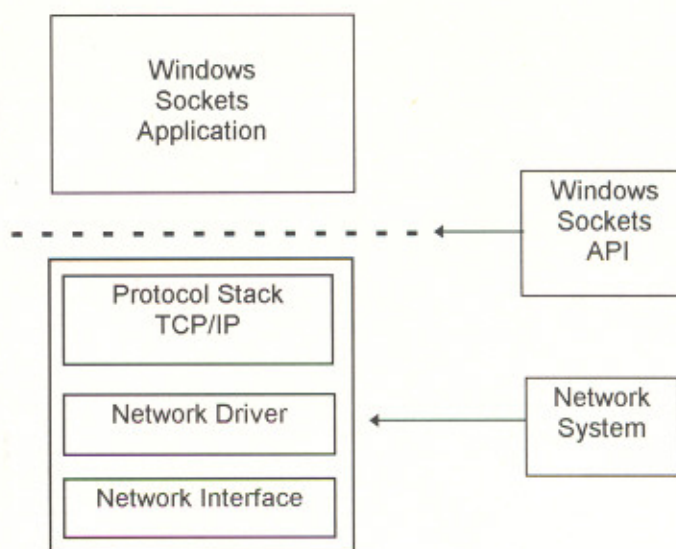 Windows
Sockets
Application
Windows
Sockets
API
Protocol Stack
TCP/IP
Network Driver
Network
System
Network Interface